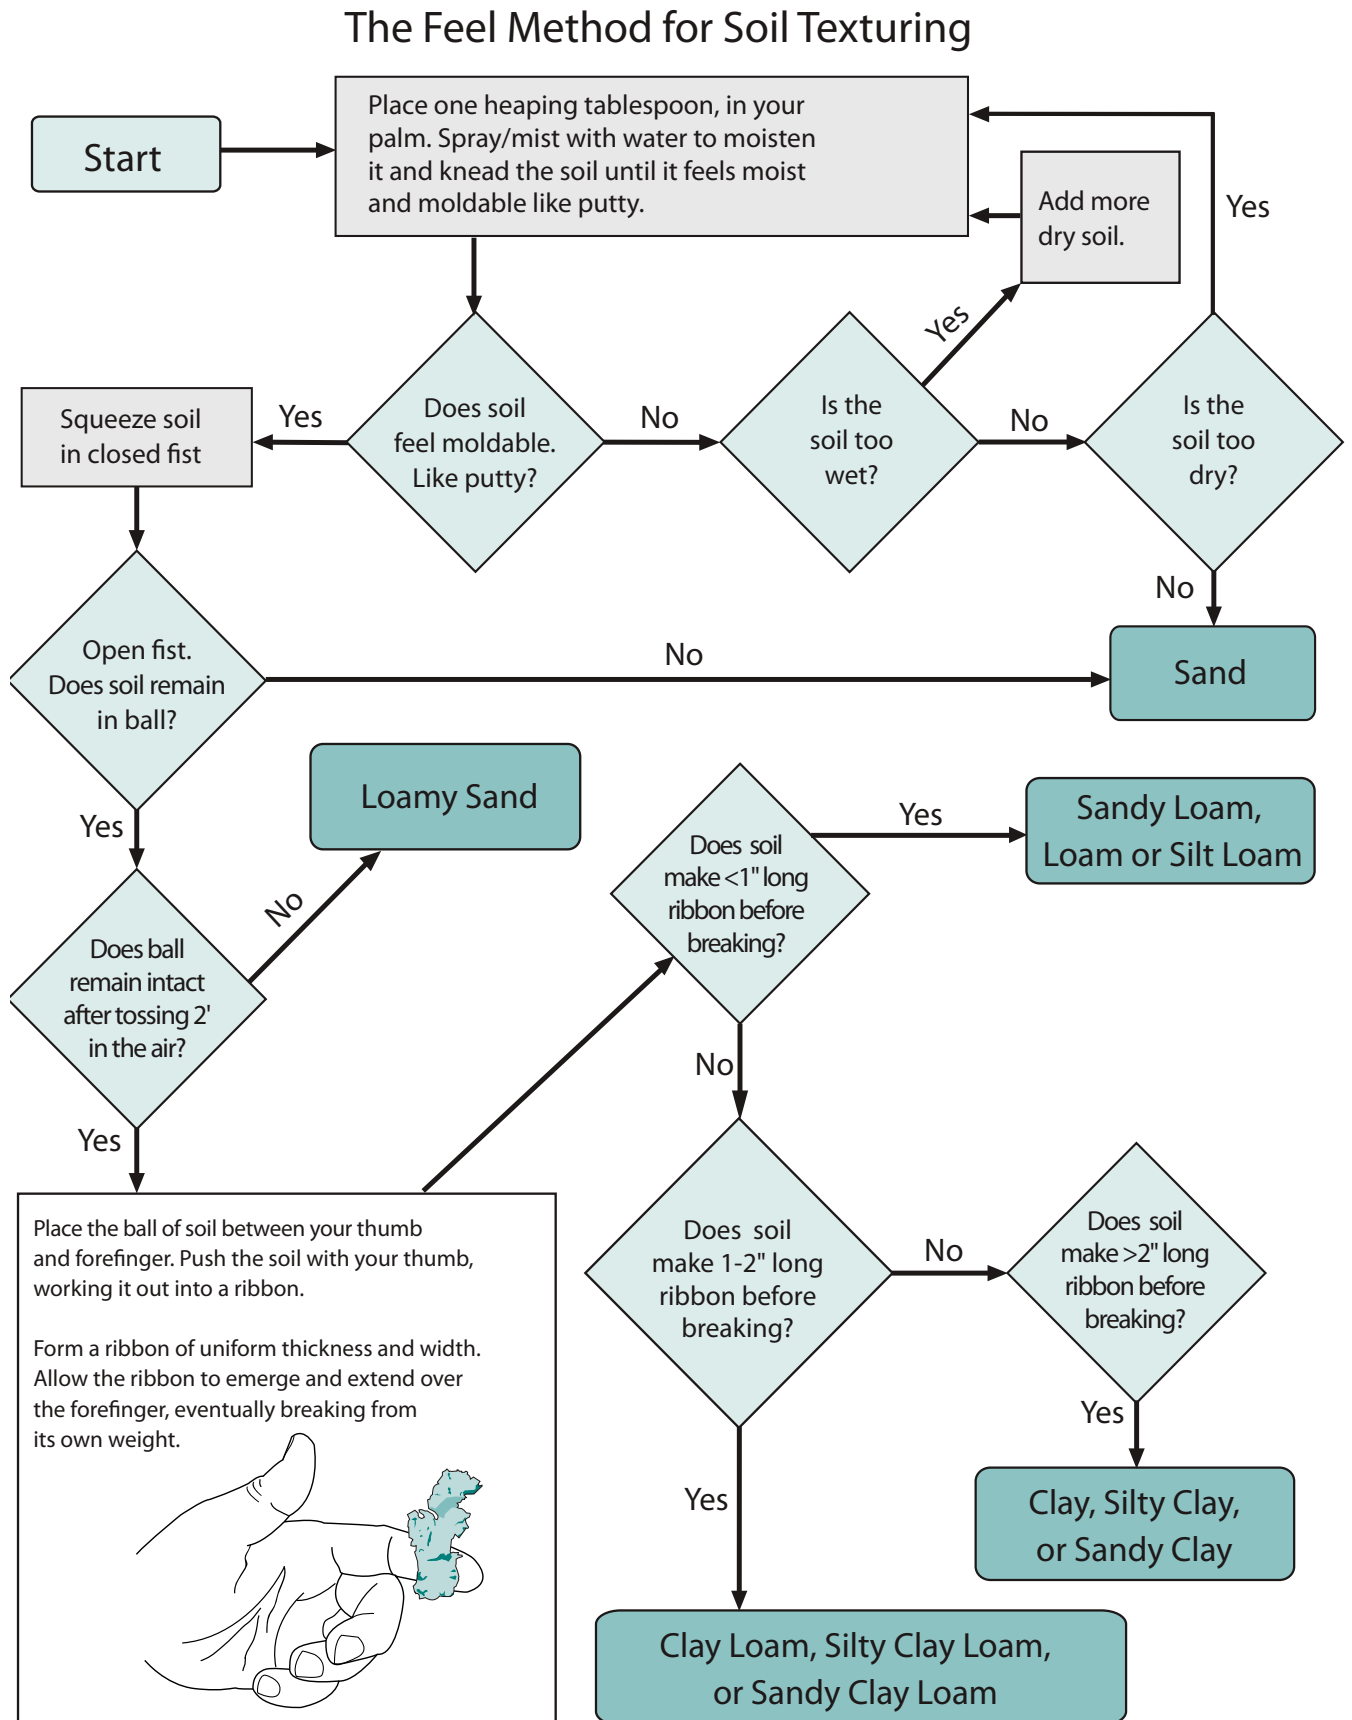 The Feel Method for Soil Texturing
Start
Place one heaping tablespoon, in your
palm. Spray/mist with water to moisten
it and knead the soil until it feels moist
and moldable like putty.
Add more
dry soil.
Yes
Yes
Squeeze soil
in closed fist
Yes
Does soil
feel moldable.
Like putty?
No
Is the
soil too
wet?
No
Is the
soil too
dry?
No
Open fist.
Does soil remain
in ball?
No
Sand
Yes
Loamy Sand
No
Does ball
remain intact
after tossing 2'
in the air?
Does soil
make <1" long
ribbon before
breaking?
Yes
Sandy Loam,
Loam or Silt Loam
No
Yes
Place the ball of soil between your thumb
and forefinger. Push the soil with your thumb,
working it out into a ribbon.
Form a ribbon of uniform thickness and width.
Allow the ribbon to emerge and extend over
the forefinger, eventually breaking from
its own weight.
Does soil
make 1-2" long
ribbon before
breaking?
No
Does soil
make >2" long
ribbon before
breaking?
Yes
Yes
Clay, Silty Clay,
or Sandy Clay
Clay Loam, Silty Clay Loam,
or Sandy Clay Loam